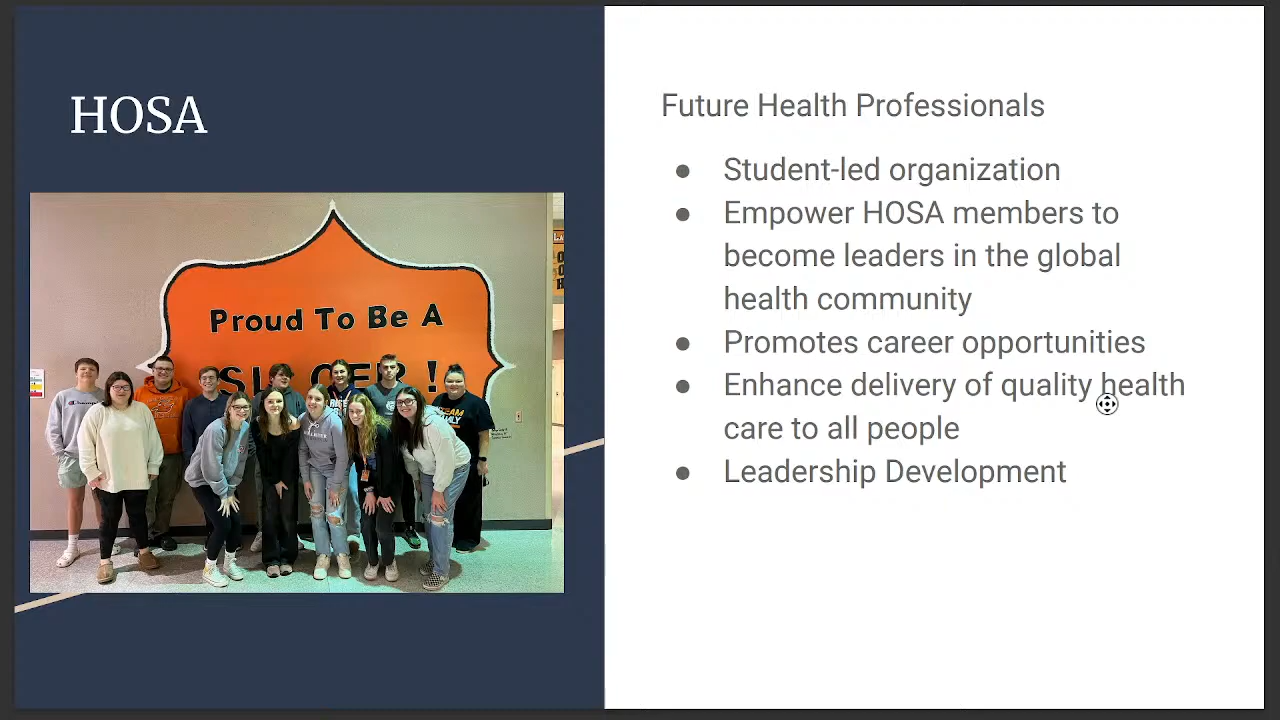 HOSA
Proud To Be A
Future Health Professionals
● Student-led organization
● Empower HOSA members to
become leaders in the global
health community
● Promotes career opportunities
● Enhance delivery of quality health
care to all people
● Leadership Development